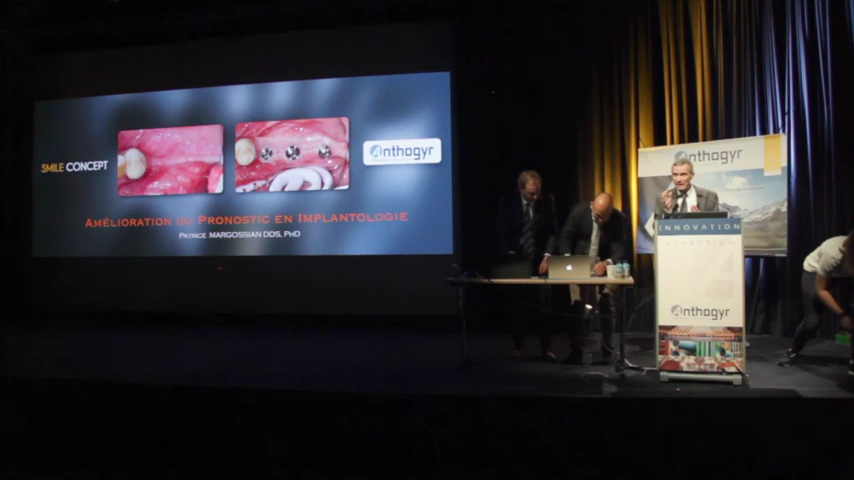 SMILE CONCEPT
Anthogyr
AMÉLIORATION DU PRONOSTIC EN IMPLANTOLOGIE
PATRICE MARGOSSIAN DDS, PHD
Anthogyr
INNOVATION
SYMPOSIUM
Anthogyr